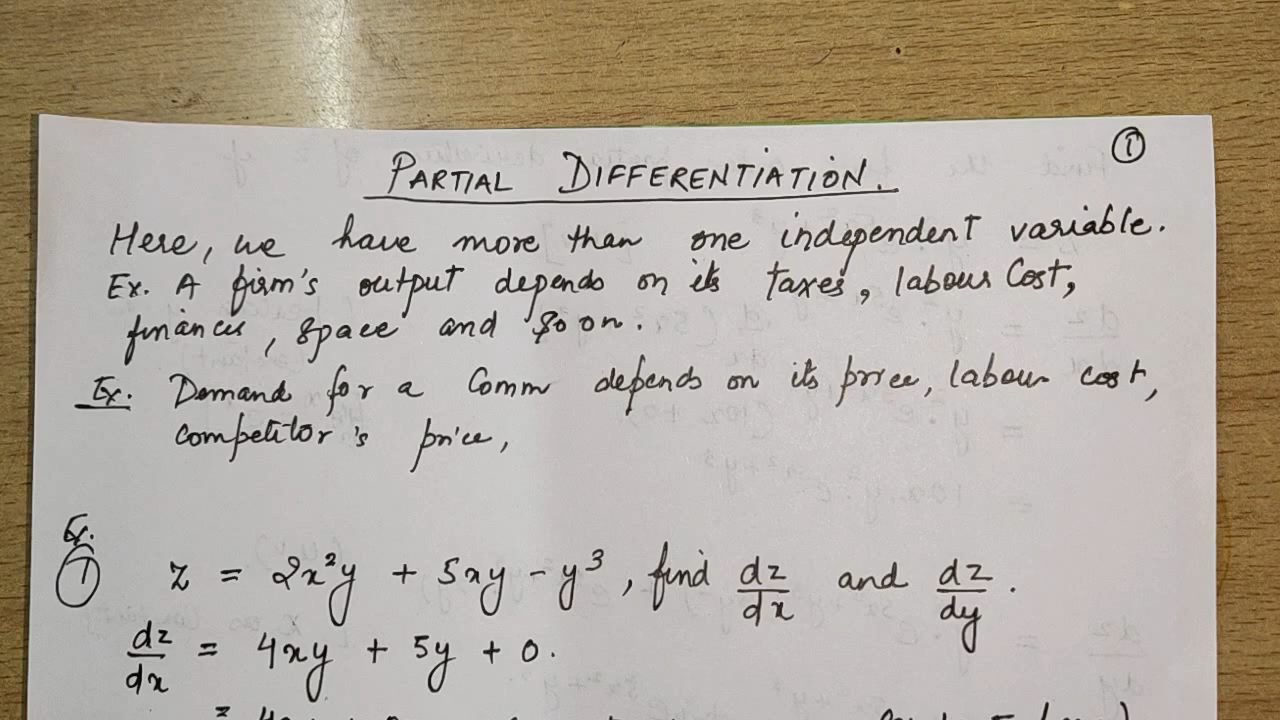 ①
PARTIAL DIFFERENTIATION.
Here, we have more than one independent variable.
Ex. A firm's output depends on its taxes, labour Cost,
finances, space and so on.
Ex. Demand for a Comm depends on its price, labour cost,
competitor's price,
Ex.
① z = 2x²y + 5xy - y³, find dz/dx and dz/dy.
dz/dx = 4xy + 5y + 0.